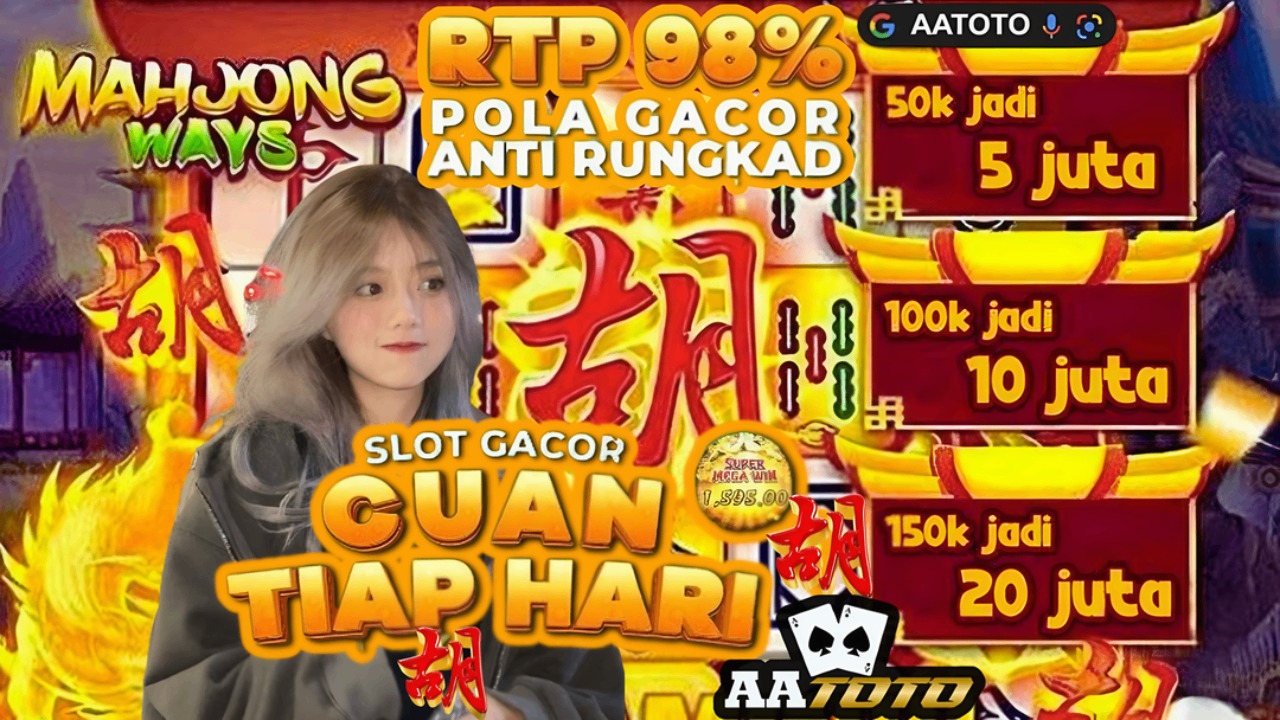 AATOTO
RTP 98%
POLA GACOR
ANTI RUNGKAD
MAHJONG
WAYS
50k jadi
5 juta
胡
胡
100k jadi
10 juta
SLOT GACOR
CUAN
TIAP HARI
SUPER
MEGA WIN
1,595.00
胡
150k jadi
20 juta
胡
A
A
AATOTO